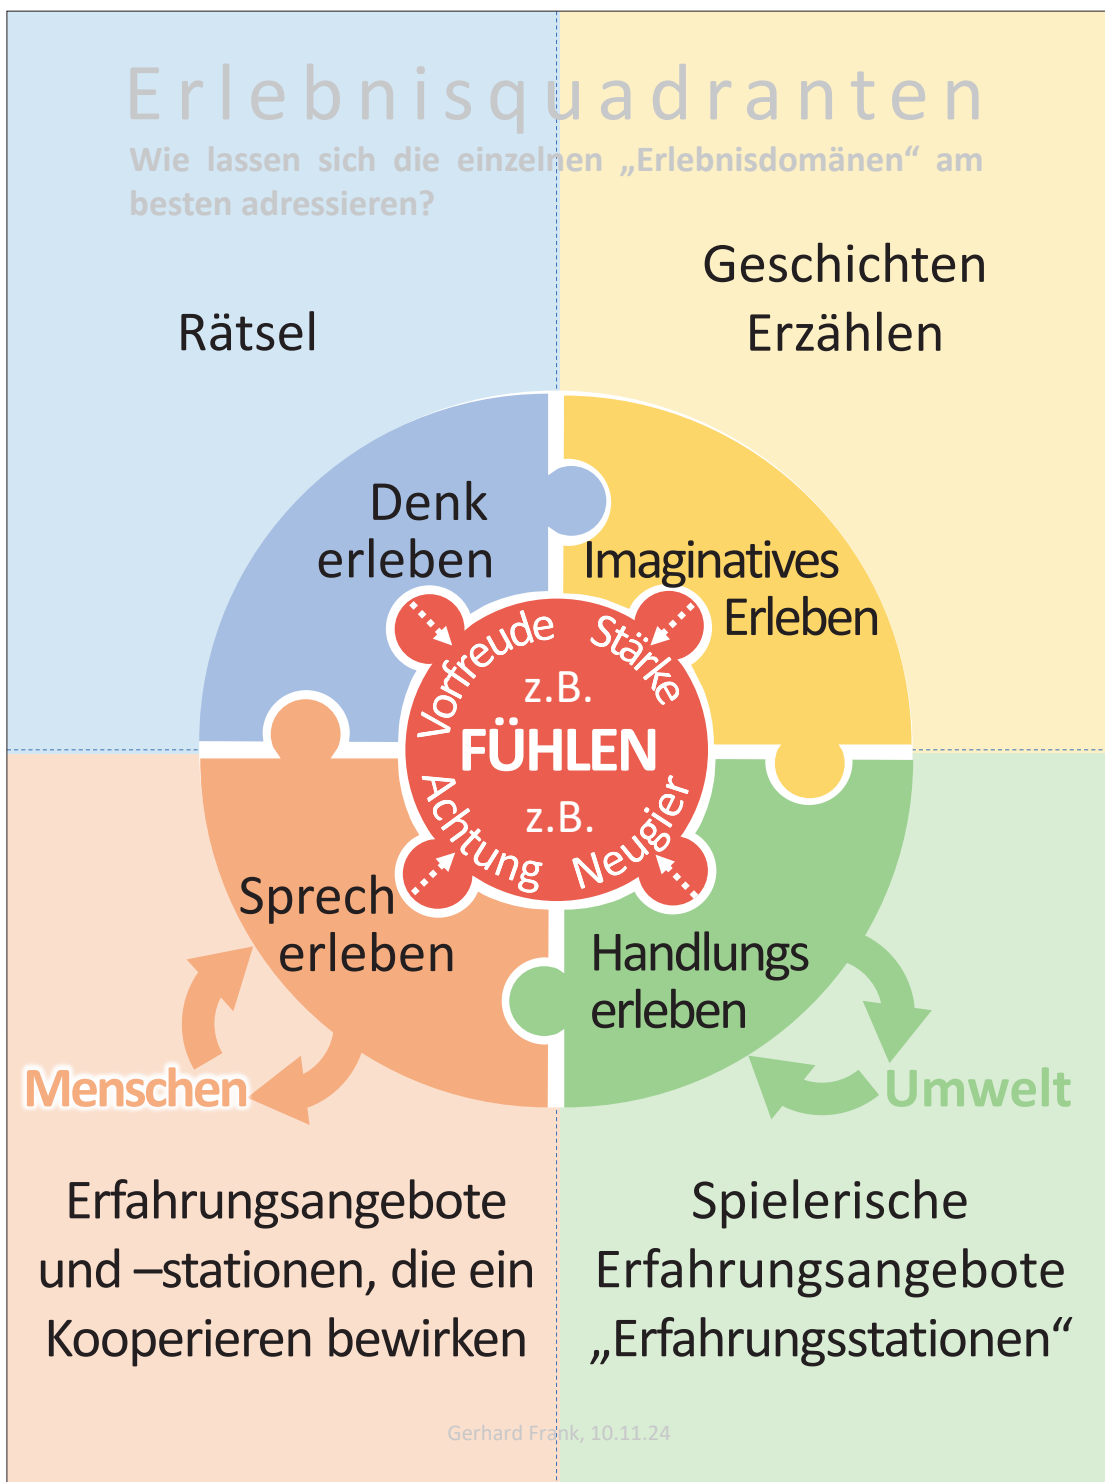 Erlebnisquadranten
Wie lassen sich die einzelnen „Erlebnisdomänen“ am
besten adressieren?
Rätsel
Geschichten
Erzählen
Denk
erleben
Imaginatives
Erleben
Vorfreude
Stärke
z.B.
FÜHLEN
z.B.
Achtung
Neugier
Sprech
erleben
Handlungs
erleben
Menschen
Umwelt
Erfahrungsangebote
und –stationen, die ein
Kooperieren bewirken
Spielerische
Erfahrungsangebote
„Erfahrungsstationen“
Gerhard Frank, 10.11.24